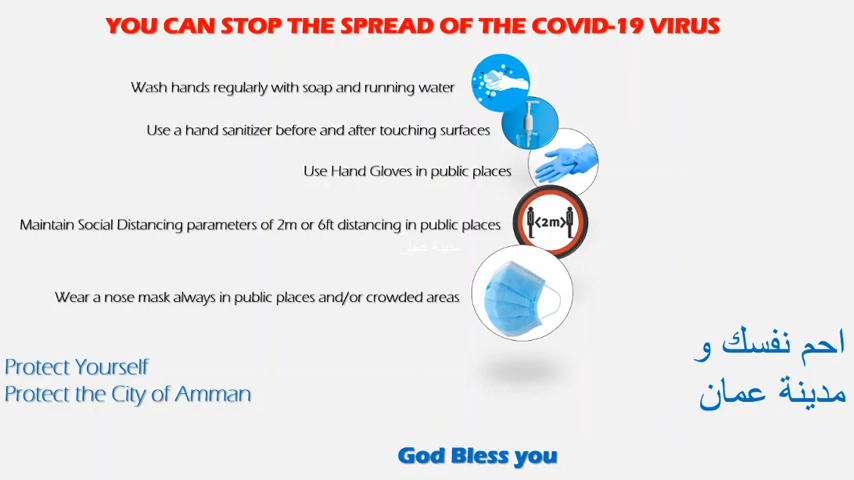 YOU CAN STOP THE SPREAD OF THE COVID-19 VIRUS
Wash hands regularly with soap and running water
Use a hand sanitizer before and after touching surfaces
Use Hand Gloves in public places
Maintain Social Distancing parameters of 2m or 6ft distancing in public places
<2m>
مدينة عمان
Wear a nose mask always in public places and/or crowded areas
Protect Yourself
Protect the City of Amman
احم نفسك و
مدينة عمان
God Bless you